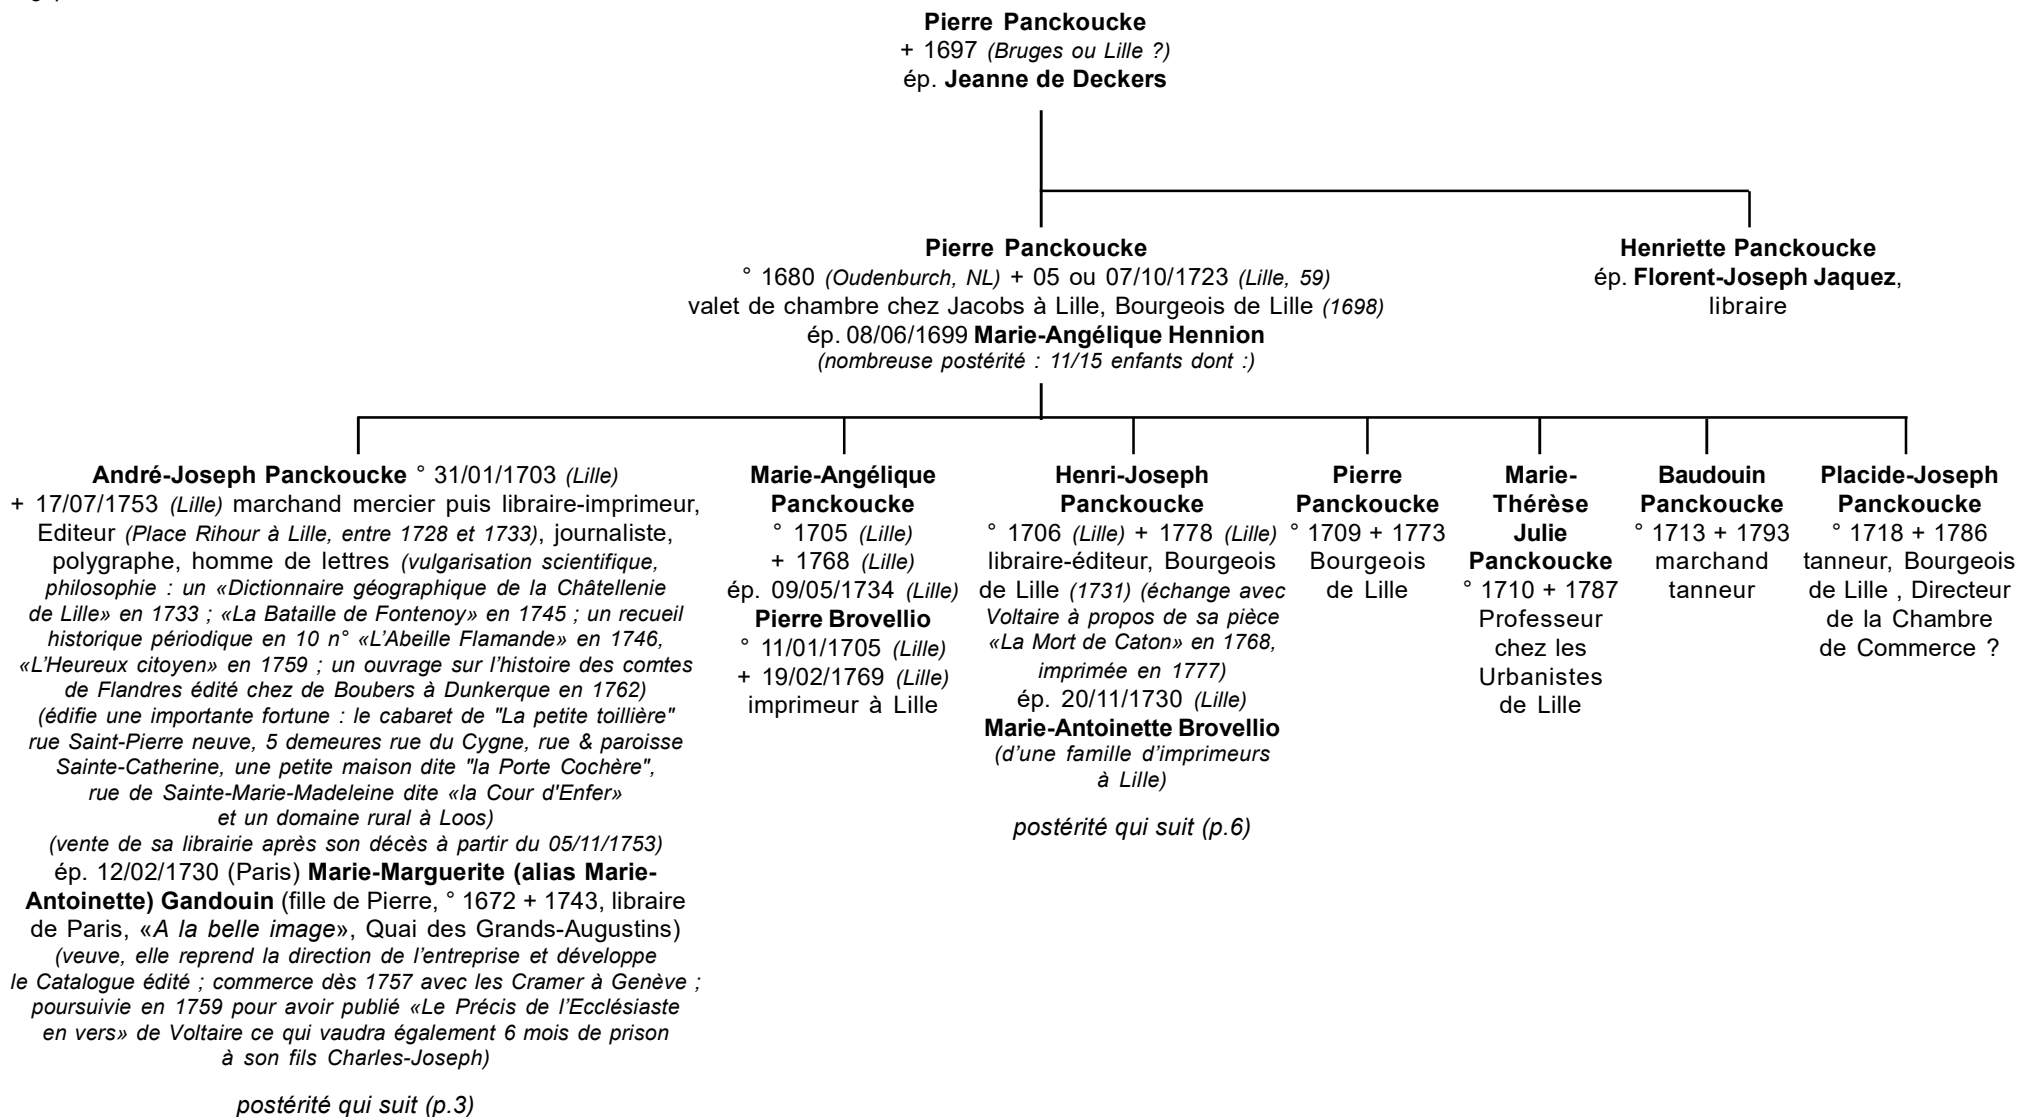 Pierre Panckoucke
+ 1697 (Bruges ou Lille ?)
ép. Jeanne de Deckers
Pierre Panckoucke
° 1680 (Oudenburch, NL) + 05 ou 07/10/1723 (Lille, 59)
valet de chambre chez Jacobs à Lille, Bourgeois de Lille (1698)
ép. 08/06/1699 Marie-Angélique Hennion
(nombreuse postérité : 11/15 enfants dont :)
Henriette Panckoucke
ép. Florent-Joseph Jaquez,
libraire
André-Joseph Panckoucke ° 31/01/1703 (Lille)
+ 17/07/1753 (Lille) marchand mercier puis libraire-imprimeur,
Editeur (Place Rihour à Lille, entre 1728 et 1733), journaliste,
polygraphe, homme de lettres (vulgarisation scientifique,
philosophie : un «Dictionnaire géographique de la Châtellenie
de Lille» en 1733 ; «La Bataille de Fontenoy» en 1745 ; un recueil
historique périodique en 10 n° «L’Abeille Flamande» en 1746,
«L’Heureux citoyen» en 1759 ; un ouvrage sur l’histoire des comtes
de Flandres édité chez de Boubers à Dunkerque en 1762)
(édifie une importante fortune : le cabaret de "La petite toillière"
rue Saint-Pierre neuve, 5 demeures rue du Cygne, rue & paroisse
Sainte-Catherine, une petite maison dite "la Porte Cochère",
rue de Sainte-Marie-Madeleine dite «la Cour d'Enfer»
et un domaine rural à Loos)
(vente de sa librairie après son décès à partir du 05/11/1753)
ép. 12/02/1730 (Paris) Marie-Marguerite (alias Marie-
Antoinette) Gandouin (fille de Pierre, ° 1672 + 1743, libraire
de Paris, «A la belle image», Quai des Grands-Augustins)
(veuve, elle reprend la direction de l’entreprise et développe
le Catalogue édité ; commerce dès 1757 avec les Cramer à Genève ;
poursuivie en 1759 pour avoir publié «Le Précis de l’Ecclésiaste
en vers» de Voltaire ce qui vaudra également 6 mois de prison
à son fils Charles-Joseph)
postérité qui suit (p.3)
Marie-Angélique
Panckoucke
° 1705 (Lille)
+ 1768 (Lille)
ép. 09/05/1734 (Lille)
Pierre Brovellio
° 11/01/1705 (Lille)
+ 19/02/1769 (Lille)
imprimeur à Lille
Henri-Joseph
Panckoucke
° 1706 (Lille) + 1778 (Lille)
libraire-éditeur, Bourgeois
de Lille (1731) (échange avec
Voltaire à propos de sa pièce
«La Mort de Caton» en 1768,
imprimée en 1777)
ép. 20/11/1730 (Lille)
Marie-Antoinette Brovellio
(d’une famille d’imprimeurs
à Lille)
postérité qui suit (p.6)
Pierre
Panckoucke
° 1709 + 1773
Bourgeois
de Lille
Marie-
Thérèse
Julie
Panckoucke
° 1710 + 1787
Professeur
chez les
Urbanistes
de Lille
Baudouin
Panckoucke
° 1713 + 1793
marchand
tanneur
Placide-Joseph
Panckoucke
° 1718 + 1786
tanneur, Bourgeois
de Lille , Directeur
de la Chambre
de Commerce ?